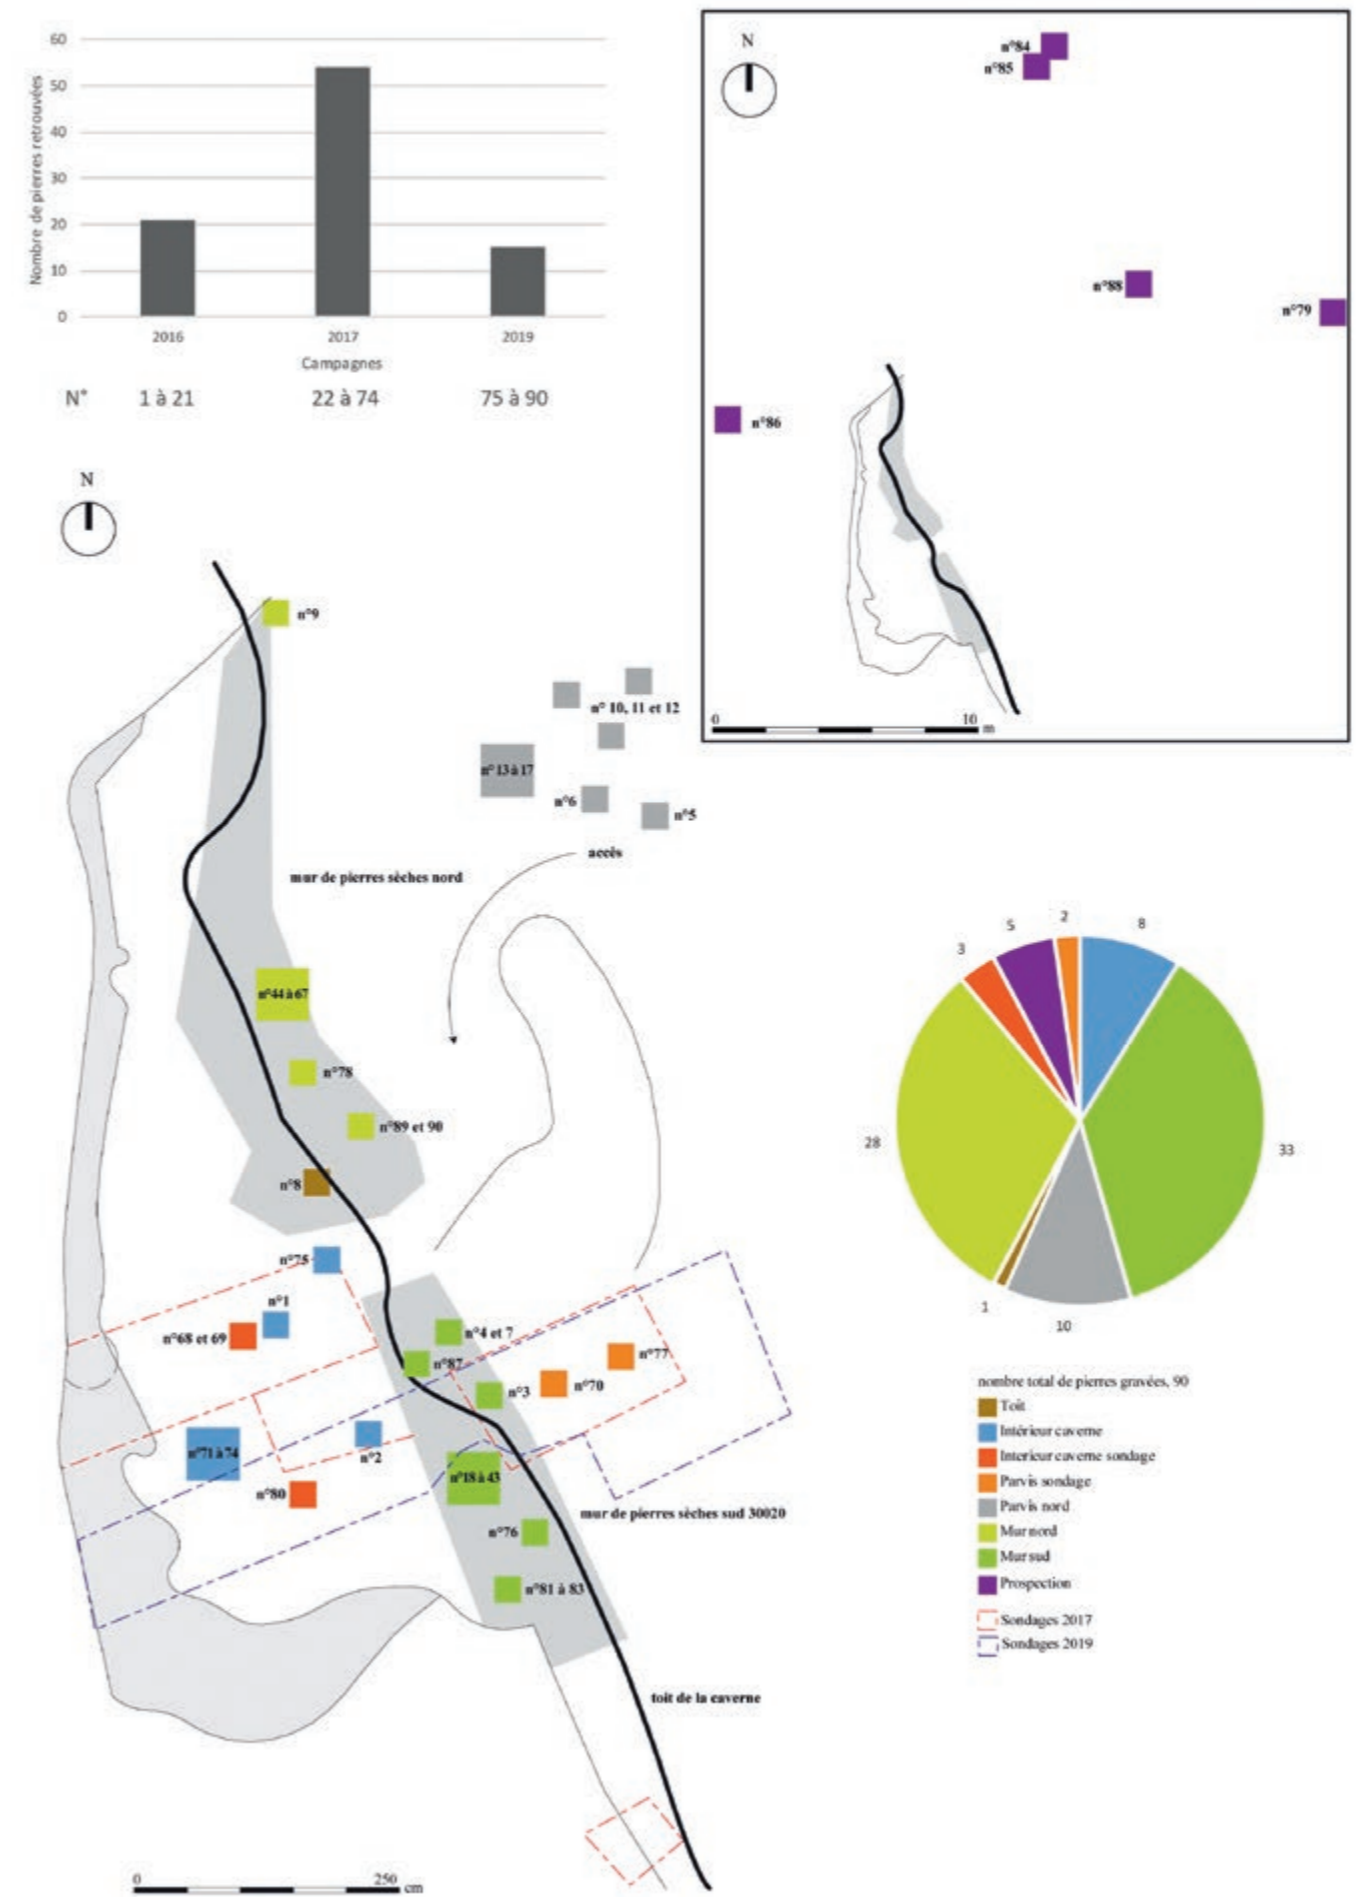 60
50
40
30
20
10
0
Nombre de pierres retrouvées
2016 2017 2019
Campagnes
N° 1 à 21 22 à 74 75 à 90
N
n°84
n°85
n°88
n°79
n°86
0 10 m
N
n°9
n° 10, 11 et 12
n°13 à 17
n°6
n°5
accès
mur de pierres sèches nord
n°44 à 67
n°78
n°89 et 90
n°8
n°75
n°1
n°68 et 69
n°4 et 7
n°87
n°77
n°3
n°70
n°71 à 74
n°2
n°18 à 43
n°80
mur de pierres sèches sud 30020
n°76
n°81 à 83
toit de la caverne
0 250 cm
2
8
5
3
28
33
1
10
nombre total de pierres gravées, 90
Toit
Intérieur caverne
Interieur caverne sondage
Parvis sondage
Parvis nord
Mur nord
Mur sud
Prospection
Sondages 2017
Sondages 2019